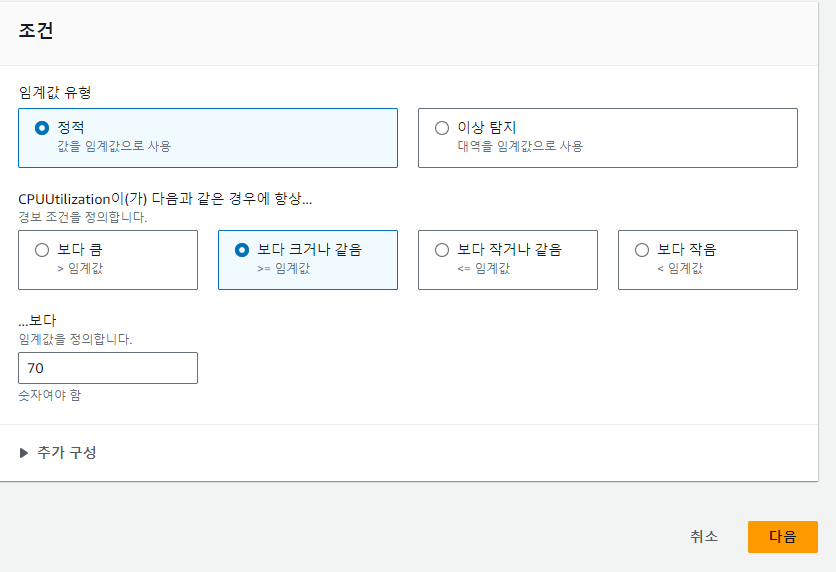 조건
임계값 유형
정적
값을 임계값으로 사용
이상 탐지
대역을 임계값으로 사용
CPUUtilization이(가) 다음과 같은 경우에 항상...
경보 조건을 정의합니다.
보다 큼
> 임계값
보다 크거나 같음
>= 임계값
보다 작거나 같음
<= 임계값
보다 작음
< 임계값
...보다
임계값을 정의합니다.
70
숫자여야 함
추가 구성
취소
다음